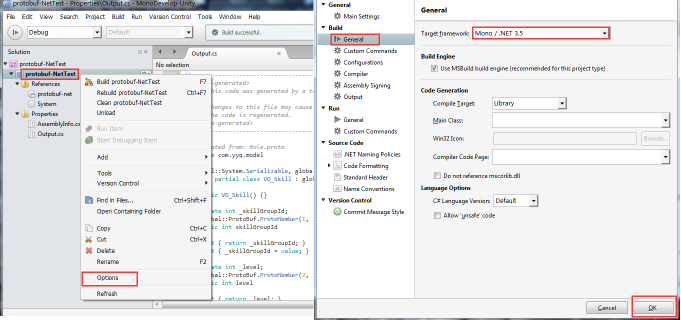 protobuf-NetTest - Properties\Output.cs - MonoDevelop-Unity
File Edit View Search Project Build Run Version Control Tools Window Help
Debug
Default
Build successful.
Solution
protobuf-NetTest
protobuf-NetTest
References
protobuf-net
System
Properties
AssemblyInfo.cs
Output.cs
Output.cs
No selection
-generated>
his code was generated by a t
hanges to this file may cause
he code is regenerated.
-generated>
ated from: Role.proto
e com.yyq.model
l::System.Serializable, globa
partial class VO_Skill : glob
ic VO_Skill() {}
ate int _skillGroupId;
bal::ProtoBuf.ProtoMember(1,
ic int skillGroupId
{ return _skillGroupId; }
{ _skillGroupId = value; }
ate int _level;
bal::ProtoBuf.ProtoMember(2,
ic int level
{ return _level; }
Build protobuf-NetTest F7
Rebuild protobuf-NetTest Ctrl+F7
Clean protobuf-NetTest
Unload
Run Item
Start Debugging Item
Add
Tools
Version Control
Find in Files... Ctrl+Shift+F
Open Containing Folder
Copy Ctrl+C
Cut Ctrl+X
Delete
Rename F2
Options
Refresh
General
Main Settings
Build
General
Custom Commands
Configurations
Compiler
Assembly Signing
Output
Run
General
Custom Commands
Source Code
.NET Naming Policies
Code Formatting
Standard Header
Name Conventions
Version Control
Commit Message Style
General
Target framework: Mono / .NET 3.5
Build Engine
Use MSBuild build engine (recommended for this project type)
Code Generation
Compile Target: Library
Main Class:
Win32 Icon: Browse...
Compiler Code Page:
Do not reference mscorlib.dll
Language Options
C# Language Version: Default
Allow 'unsafe' code
Cancel
OK